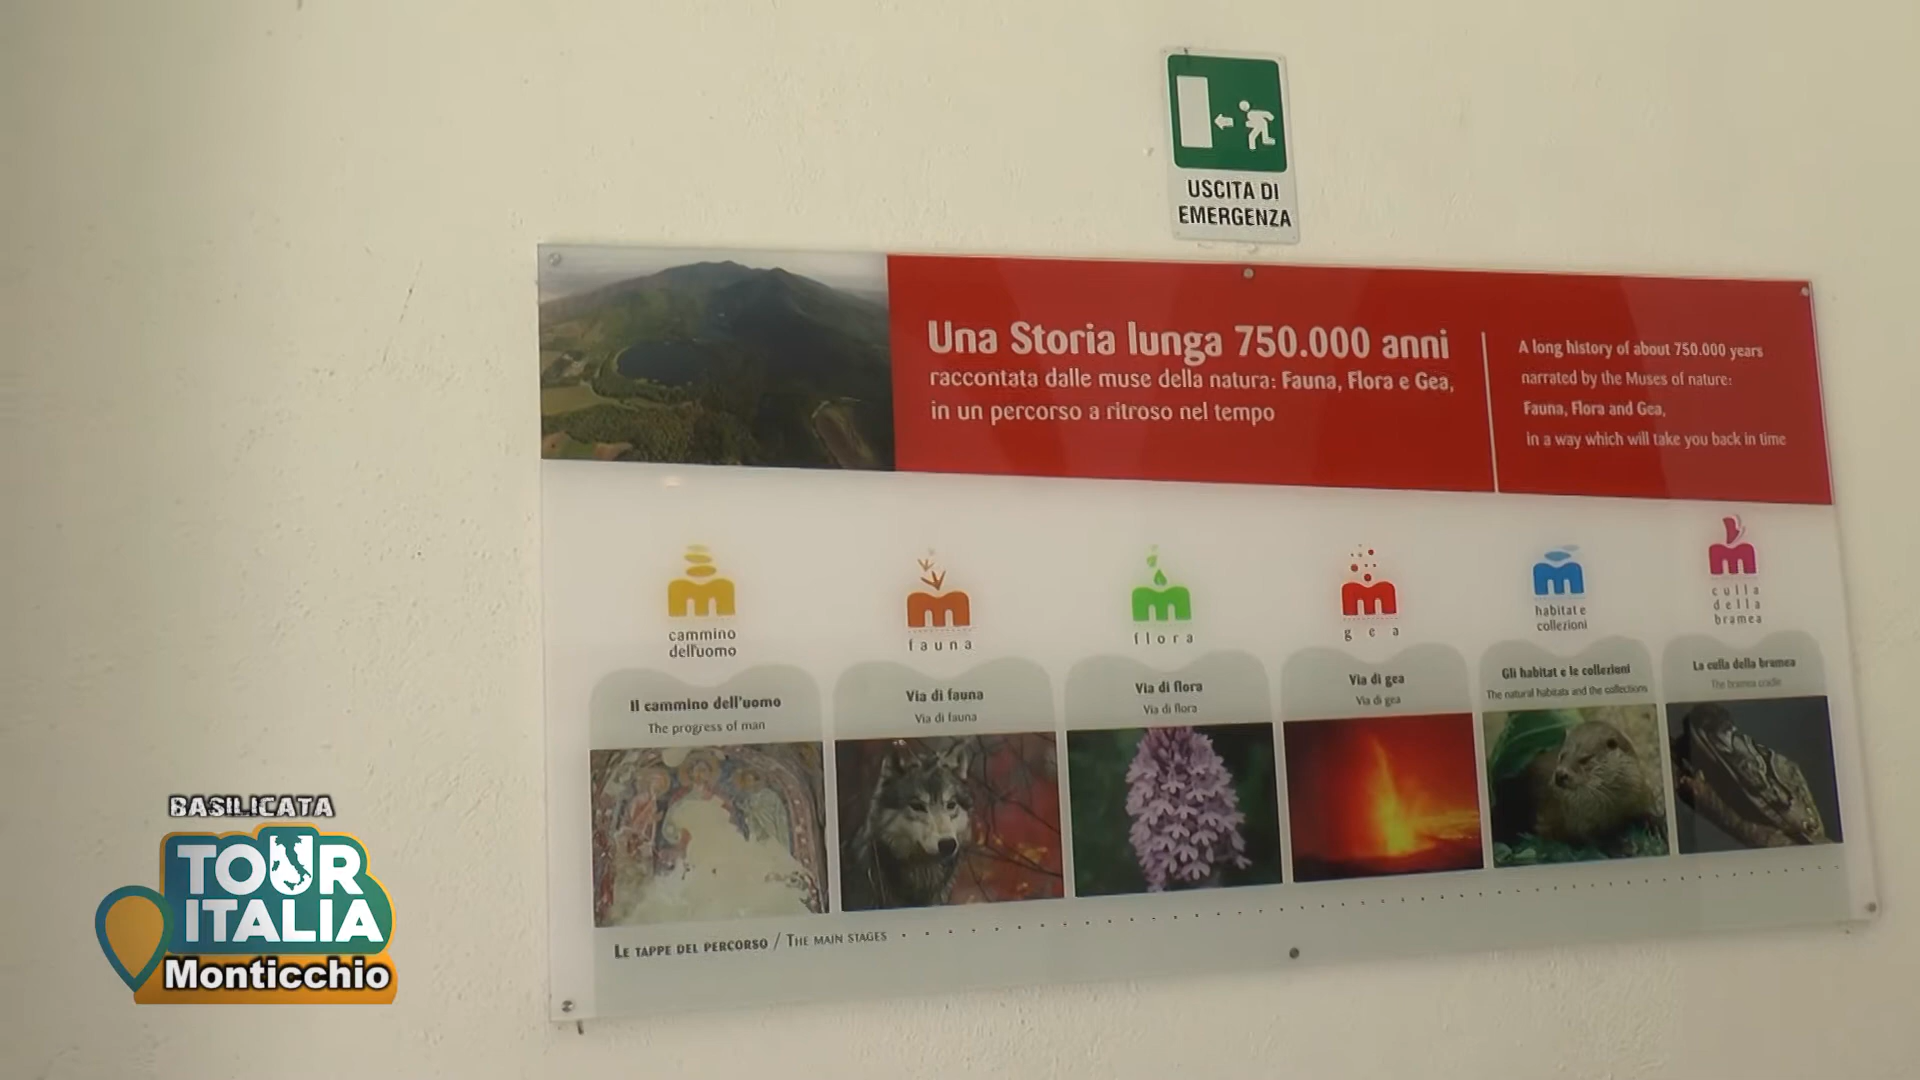 USCITA DI
EMERGENZA
Una Storia lunga 750.000 anni
raccontata dalle muse della natura: Fauna, Flora e Gea,
in un percorso a ritroso nel tempo
A long history of about 750.000 years
narrated by the Muses of nature:
Fauna, Flora and Gea,
in a way which will take you back in time
m
cammino
dell'uomo
m
fauna
m
flora
m
gea
m
habitat e
collezioni
m
culla
della
bramea
Il cammino dell'uomo
The progress of man
Via di fauna
Via di fauna
Via di flora
Via di flora
Via di gea
Via di gea
Gli habitat e le collezioni
The natural habitata and the collections
La culla della bramea
The bramea cradle
LE TAPPE DEL PERCORSO / THE MAIN STAGES
BASILICATA
TOUR
ITALIA
Monticchio